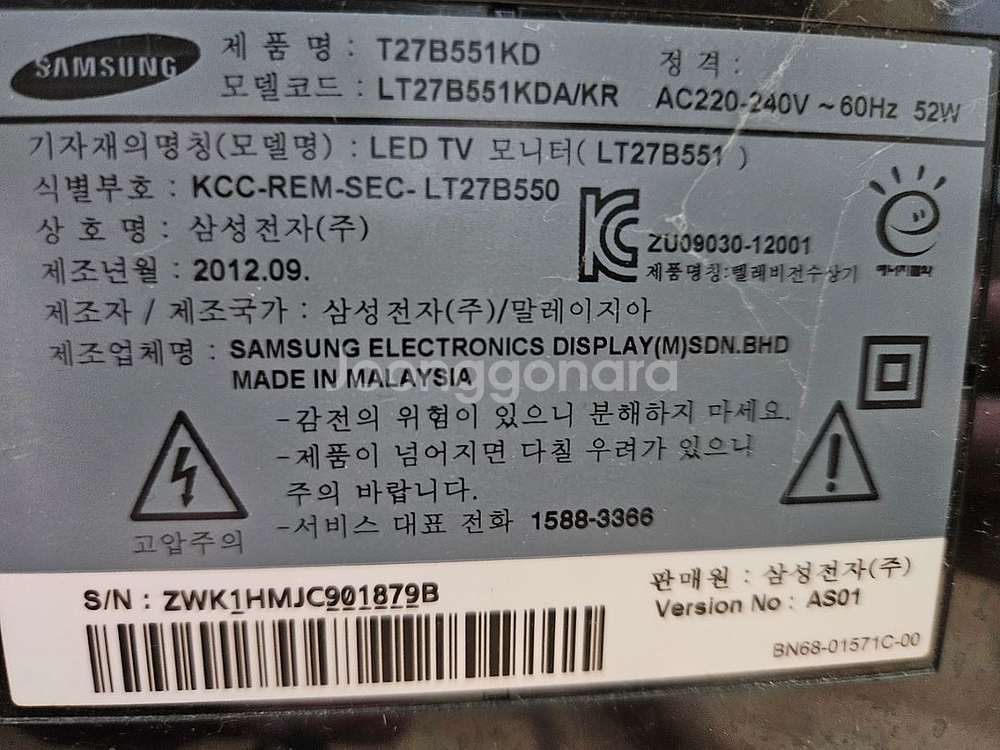 SAMSUNG
제 품 명 : T27B551KD
모델코드 : LT27B551KDA/KR
정 격 :
AC220-240V ~ 60Hz 52W
기자재의명칭(모델명) : LED TV 모니터( LT27B551 )
식별부호 : KCC-REM-SEC- LT27B550
상 호 명 : 삼성전자(주)
제조년월 : 2012.09.
ZU09030-12001
제품명칭:텔레비전수상기
에너지절약
제조자 / 제조국가 : 삼성전자(주)/말레이지아
제조업체명 : SAMSUNG ELECTRONICS DISPLAY(M)SDN.BHD
MADE IN MALAYSIA
Joonggonara
-감전의 위험이 있으니 분해하지 마세요.
-제품이 넘어지면 다칠 우려가 있으니
주의 바랍니다.
-서비스 대표 전화 1588-3366
고압주의
S/N : ZWK1HMJC901879B
판매원 : 삼성전자(주)
Version No : AS01
BN68-01571C-00